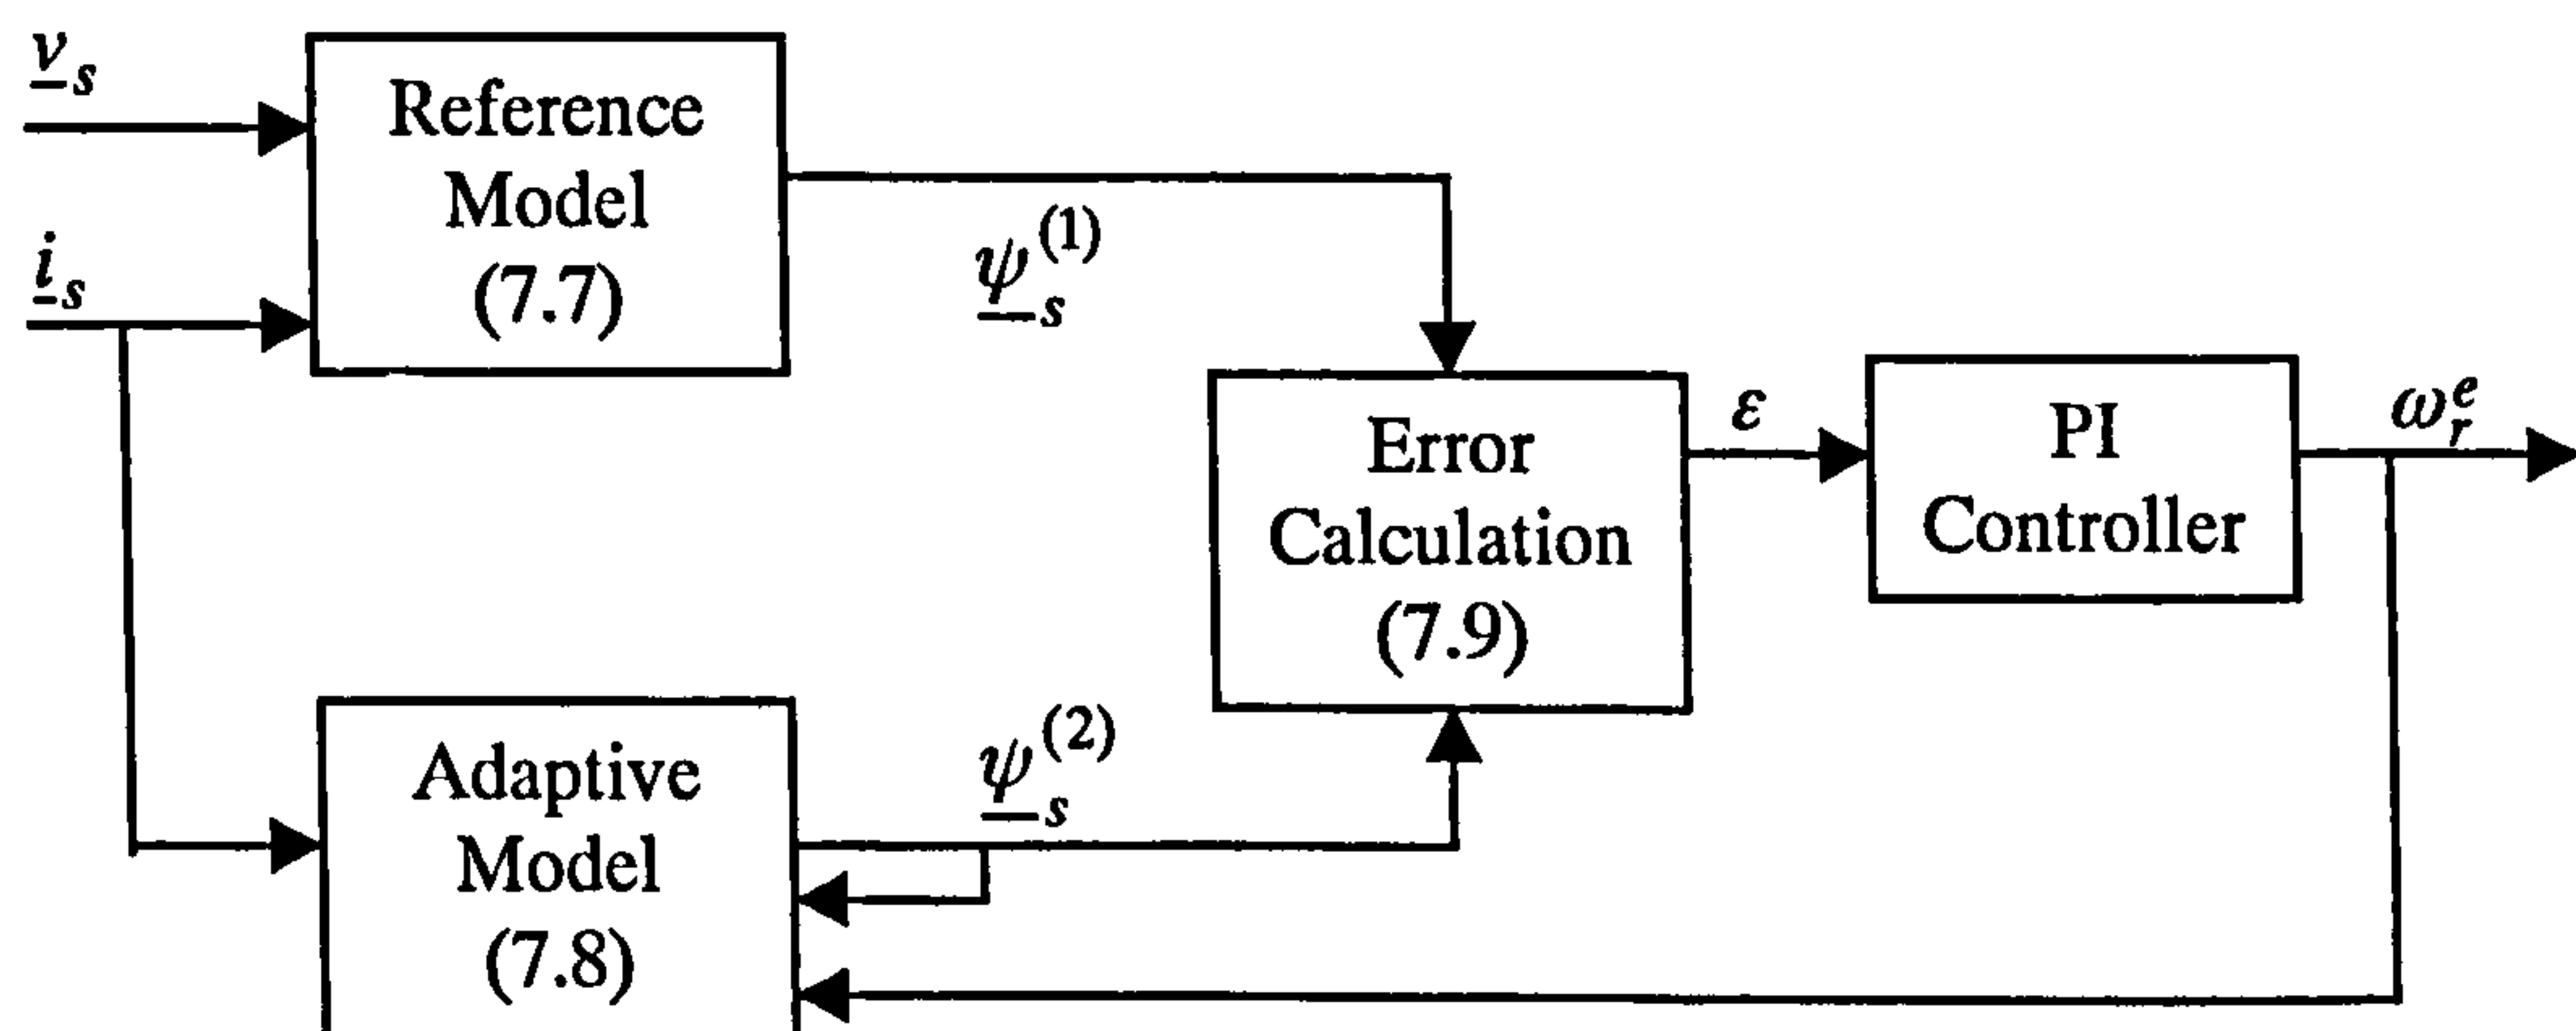 v_s
Reference
Model
(7.7)
i_s
ψ_s^(1)
Error
Calculation
(7.9)
ε
PI
Controller
ω_r^e
Adaptive
Model
(7.8)
ψ_s^(2)